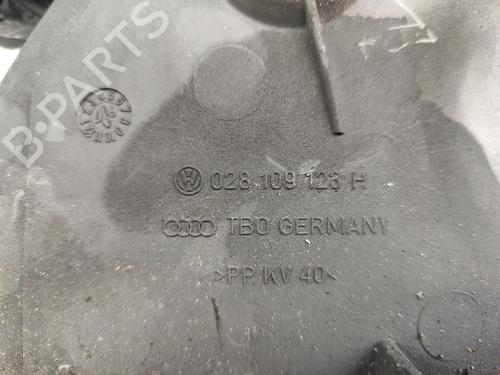 B-PARTS
028 109 123 H
TBO GERMANY
>PP, KV 40<